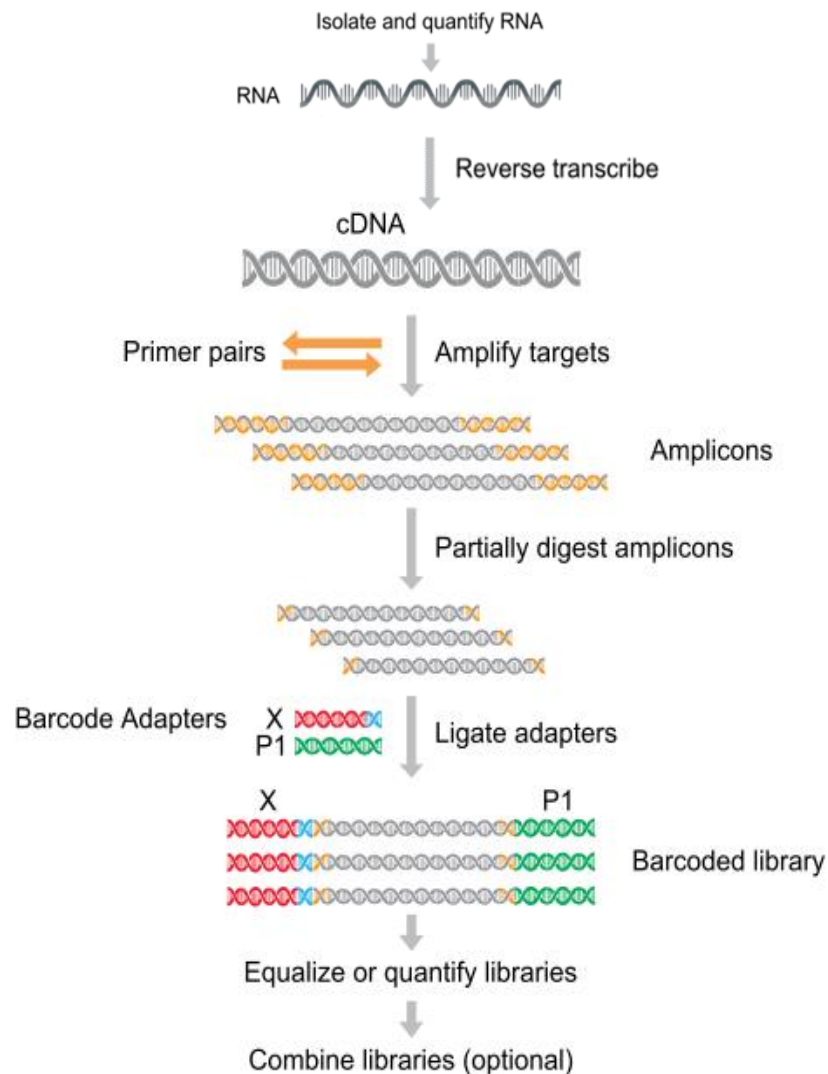 Isolate and quantify RNA
RNA
Reverse transcribe
cDNA
Primer pairs
Amplify targets
Amplicons
Partially digest amplicons
Barcode Adapters
X
P1
Ligate adapters
X
P1
Barcoded library
Equalize or quantify libraries
Combine libraries (optional)